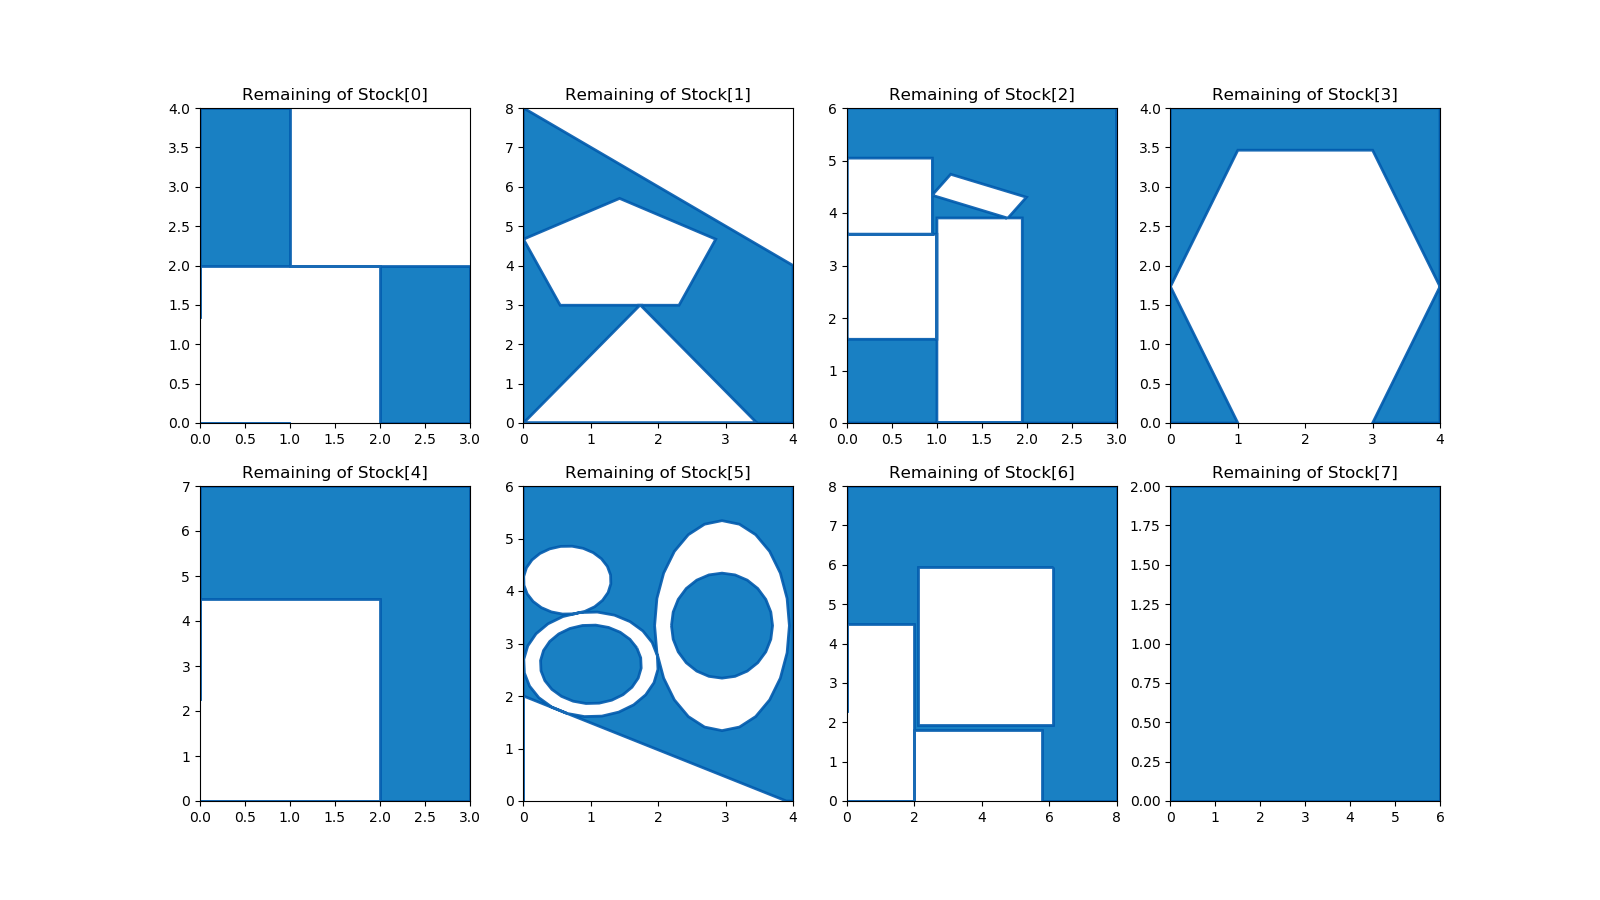 Remaining of Stock[0] Remaining of Stock[1] Remaining of Stock[2] Remaining of Stock[3]
4.0 3.5 3.0 2.5 2.0 1.5 1.0 0.5 0.0
0.0 0.5 1.0 1.5 2.0 2.5 3.0
8 7 6 5 4 3 2 1 0
0 1 2 3 4
6 5 4 3 2 1 0
0.0 0.5 1.0 1.5 2.0 2.5 3.0
4.0 3.5 3.0 2.5 2.0 1.5 1.0 0.5 0.0
0 1 2 3 4
Remaining of Stock[4] Remaining of Stock[5] Remaining of Stock[6] Remaining of Stock[7]
7 6 5 4 3 2 1 0
0.0 0.5 1.0 1.5 2.0 2.5 3.0
6 5 4 3 2 1 0
0 1 2 3 4
8 7 6 5 4 3 2 1 0
0 2 4 6 8
2.00 1.75 1.50 1.25 1.00 0.75 0.50 0.25 0.00
0 1 2 3 4 5 6